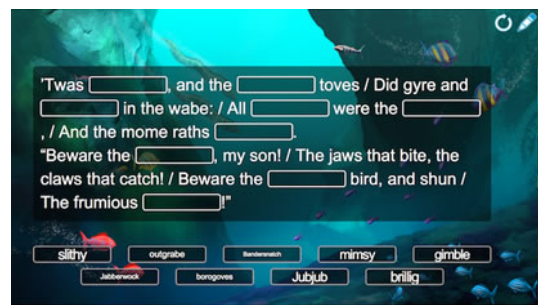 'Twas , and the toves / Did gyre and
in the wabe: / All were the
, / And the mome raths .
“Beware the , my son! / The jaws that bite, the
claws that catch! / Beware the bird, and shun /
The frumious !”
slithy outgrabe Bandersnatch mimsy gimble
Jabberwock borogoves Jubjub brillig